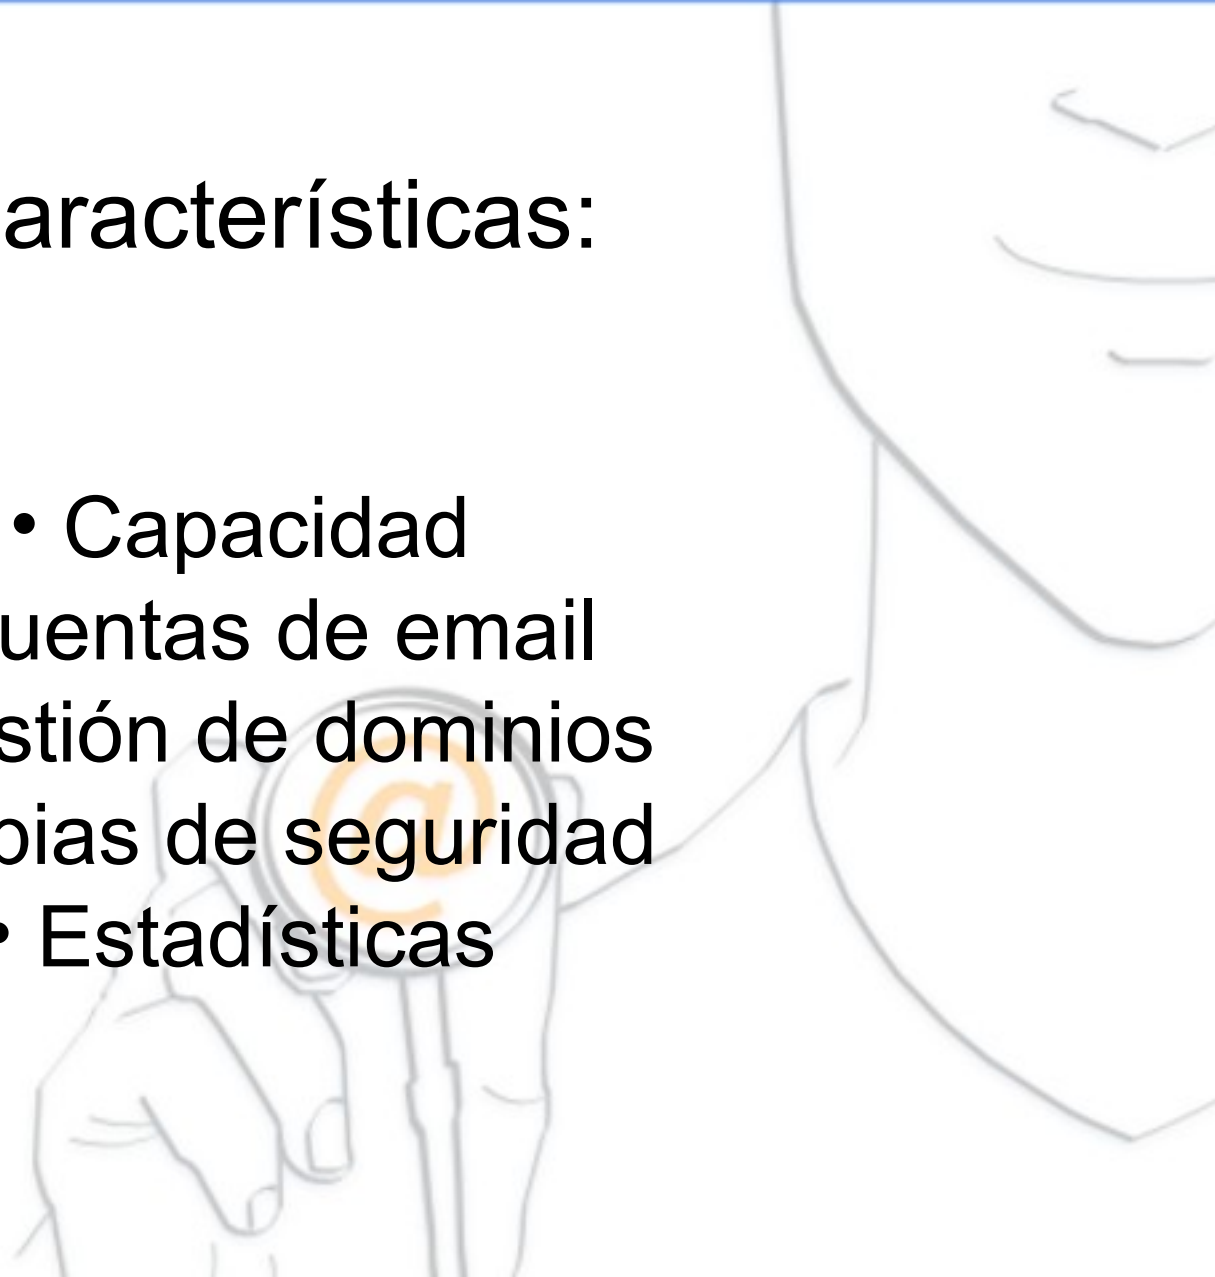 aracterísticas:
• Capacidad
uentas de email
stión de dominios
pias de seguridad
• Estadísticas